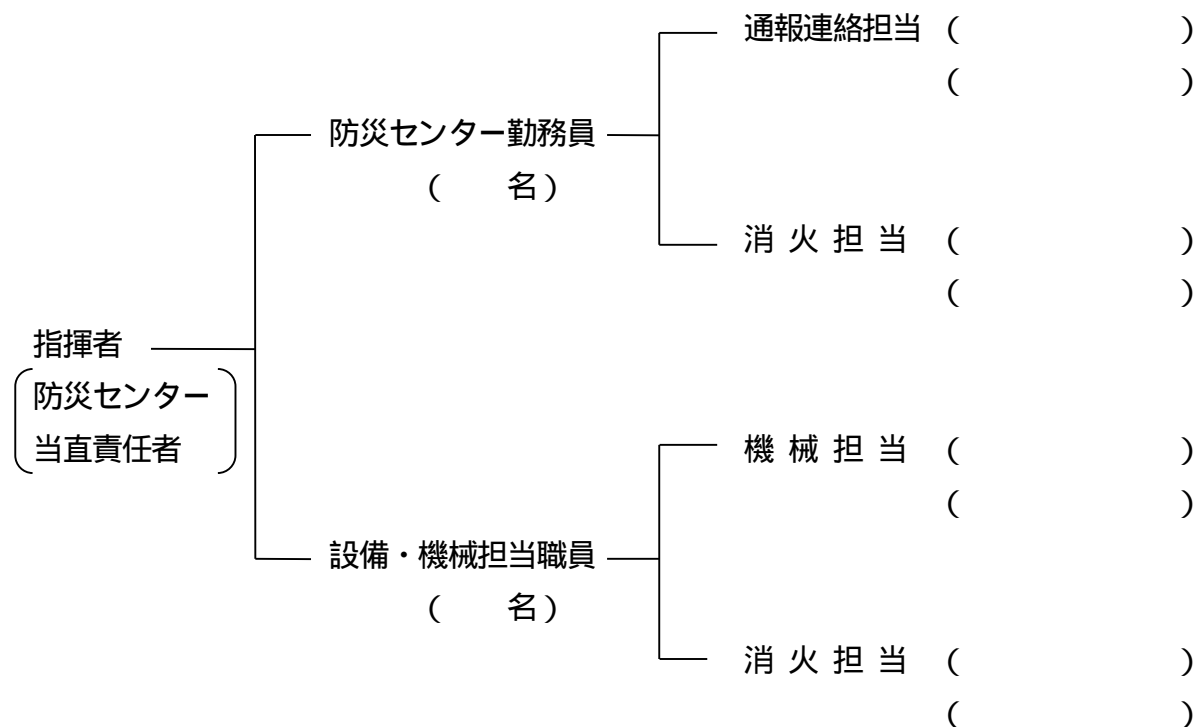 通報連絡担当 (　　　　　　　)
(　　　　　　　)
防災センター勤務員
(　　名)
消 火 担 当 (　　　　　　　)
(　　　　　　　)
指揮者
防災センター
当直責任者
機 械 担 当 (　　　　　　　)
(　　　　　　　)
設備・機械担当職員
(　　名)
消 火 担 当 (　　　　　　　)
(　　　　　　　)